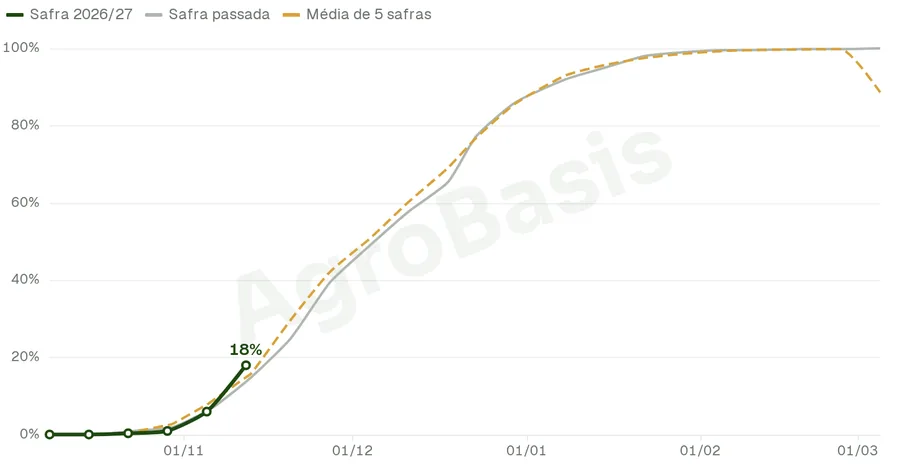 Safra 2026/27 Safra passada Média de 5 safras
100%
80%
60%
40%
20%
0%
18%
AgroBasis
01/11 01/12 01/01 01/02 01/03